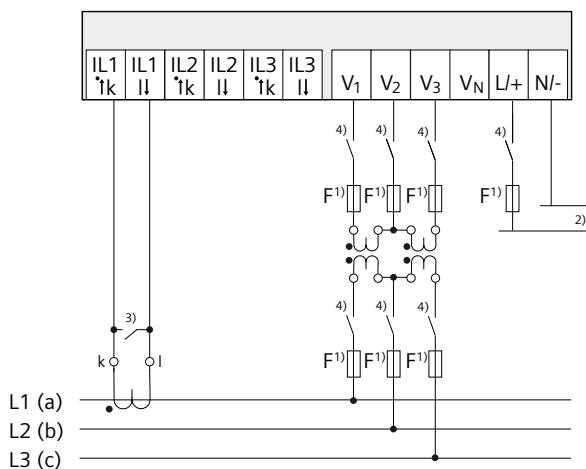 IL1 IL1 IL2 IL2 IL3 IL3 V1 V2 V3 VN L/+ N/-
k l k l k l
4) 4) 4) 4)
F1) F1) F1) F1)
2)
4) 4) 4)
3)
F1) F1) F1)
k l
L1 (a)
L2 (b)
L3 (c)